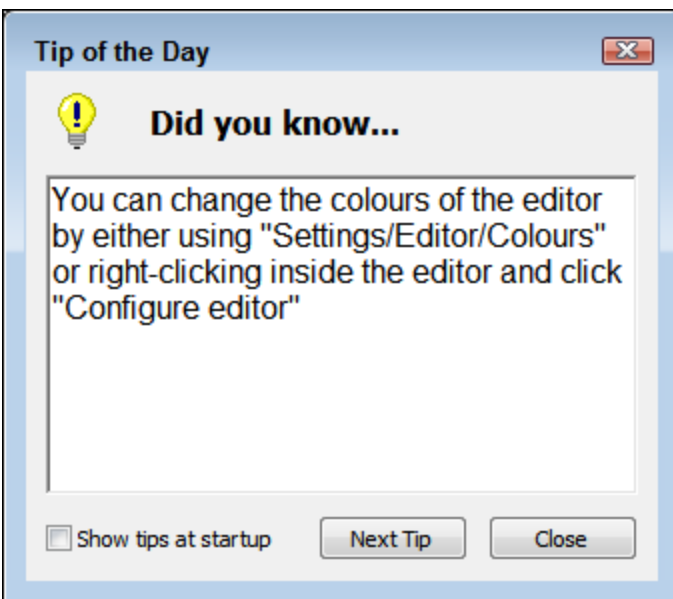 Tip of the Day
Did you know...
You can change the colours of the editor
by either using "Settings/Editor/Colours"
or right-clicking inside the editor and click
"Configure editor"
Show tips at startup
Next Tip
Close